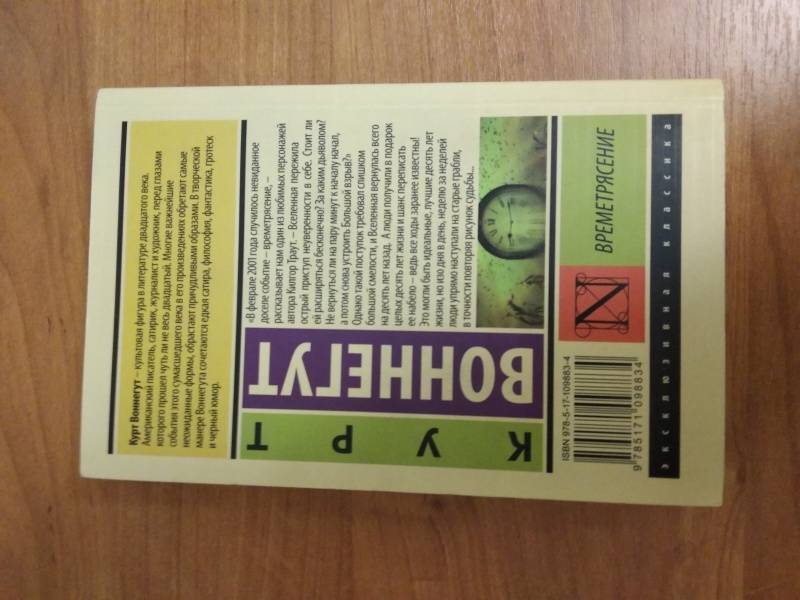 Курт Воннегут – культовая фигура в литературе двадцатого века.
Американский писатель, сатирик, журналист и художник, перед глазами
которого прошел чуть ли не весь двадцатый. Многие важнейшие
события этого сумасшедшего века в его произведениях обретают самые
неожиданные формы, обрастают причудливыми образами. В творческой
манере Воннегута сочетаются едкая сатира, философия, фантастика, гротеск
и черный юмор.
КУРТ
ВОННЕГУТ
«В феврале 2001 года случилось невиданное
доселе событие – времетрясение, –
рассказывает нам один из любимых персонажей
автора Килгор Траут. – Вселенная пережила
острый приступ неуверенности в себе. Стоит ли
ей расширяться бесконечно? За каким дьяволом?
Не вернуться ли на пару минут к началу начал,
а потом снова устроить Большой взрыв?»
Однако такой поступок требовал слишком
большой смелости, и Вселенная вернулась всего
на десять лет назад. А люди получили в подарок
целых десять лет жизни и шанс переписать
ее набело – ведь все ходы заранее известны!
Это могли быть идеальные, лучшие десять лет
жизни, но изо дня в день, неделю за неделей
люди упрямо наступали на старые грабли,
в точности повторяя рисунок судьбы...
ISBN 978-5-17-109883-4
9 785171 098834
N
ВРЕМЕТРЯСЕНИЕ
эксклюзивная классика